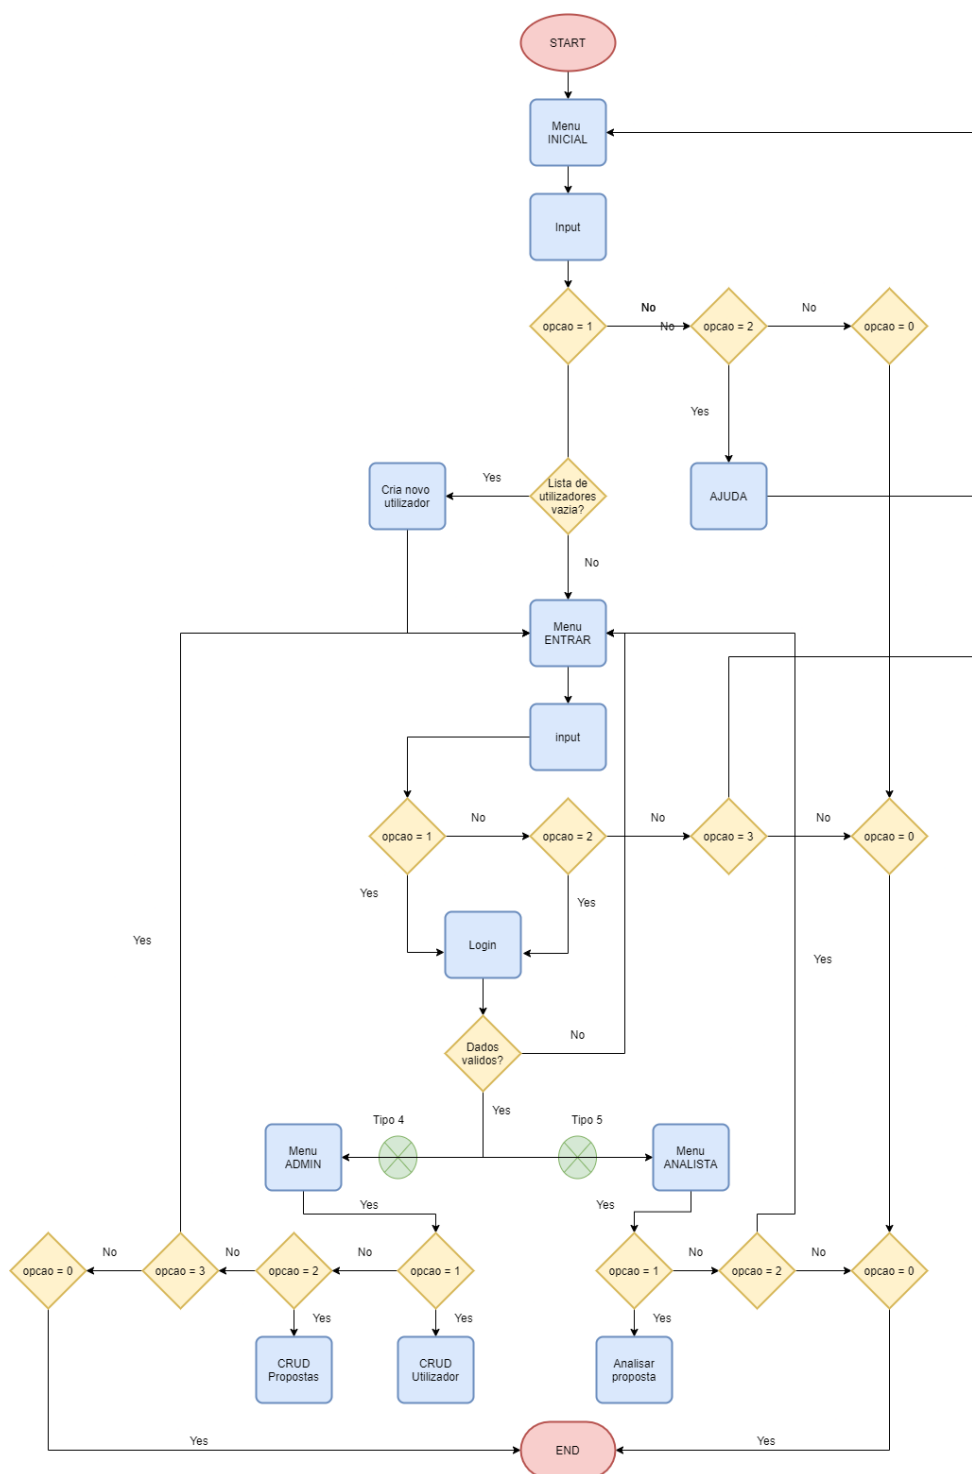 START
Menu
INICIAL
Input
opcao = 1
No
No
opcao = 2
No
opcao = 0
Yes
Yes
Cria novo
utilizador
Lista de
utilizadores
vazia?
AJUDA
No
Menu
ENTRAR
input
opcao = 1
No
opcao = 2
No
opcao = 3
No
opcao = 0
Yes
Yes
Login
Yes
Yes
Dados
validos?
No
Yes
Tipo 4
Tipo 5
Menu
ADMIN
Menu
ANALISTA
Yes
Yes
opcao = 0
No
opcao = 3
No
opcao = 2
No
opcao = 1
opcao = 1
No
opcao = 2
No
opcao = 0
Yes
Yes
Yes
CRUD
Propostas
CRUD
Utilizador
Analisar
proposta
Yes
END
Yes